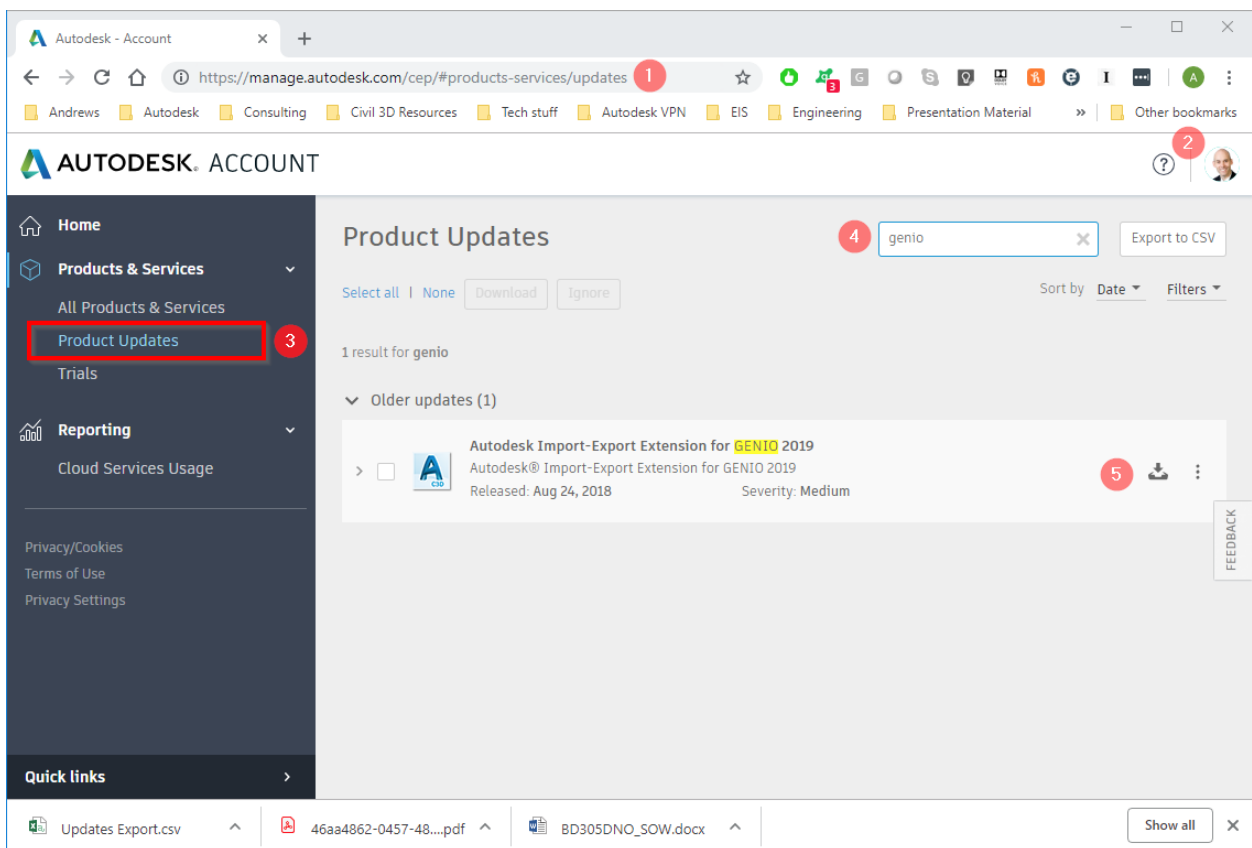 Autodesk - Account
https://manage.autodesk.com/cep/#products-services/updates 1
3
G
A
Andrews Autodesk Consulting Civil 3D Resources Tech stuff Autodesk VPN EIS Engineering Presentation Material » Other bookmarks
AUTODESK. ACCOUNT
?
2
Home
Products & Services
All Products & Services
Product Updates 3
Trials
Reporting
Cloud Services Usage
Privacy/Cookies
Terms of Use
Privacy Settings
Quick links
Product Updates
4 genio
Export to CSV
Select all | None Download Ignore
Sort by Date Filters
1 result for genio
Older updates (1)
A C3D
Autodesk Import-Export Extension for GENIO 2019
Autodesk® Import-Export Extension for GENIO 2019
Released: Aug 24, 2018 Severity: Medium
5
FEEDBACK
Updates Export.csv 46aa4862-0457-48....pdf BD305DNO_SOW.docx Show all